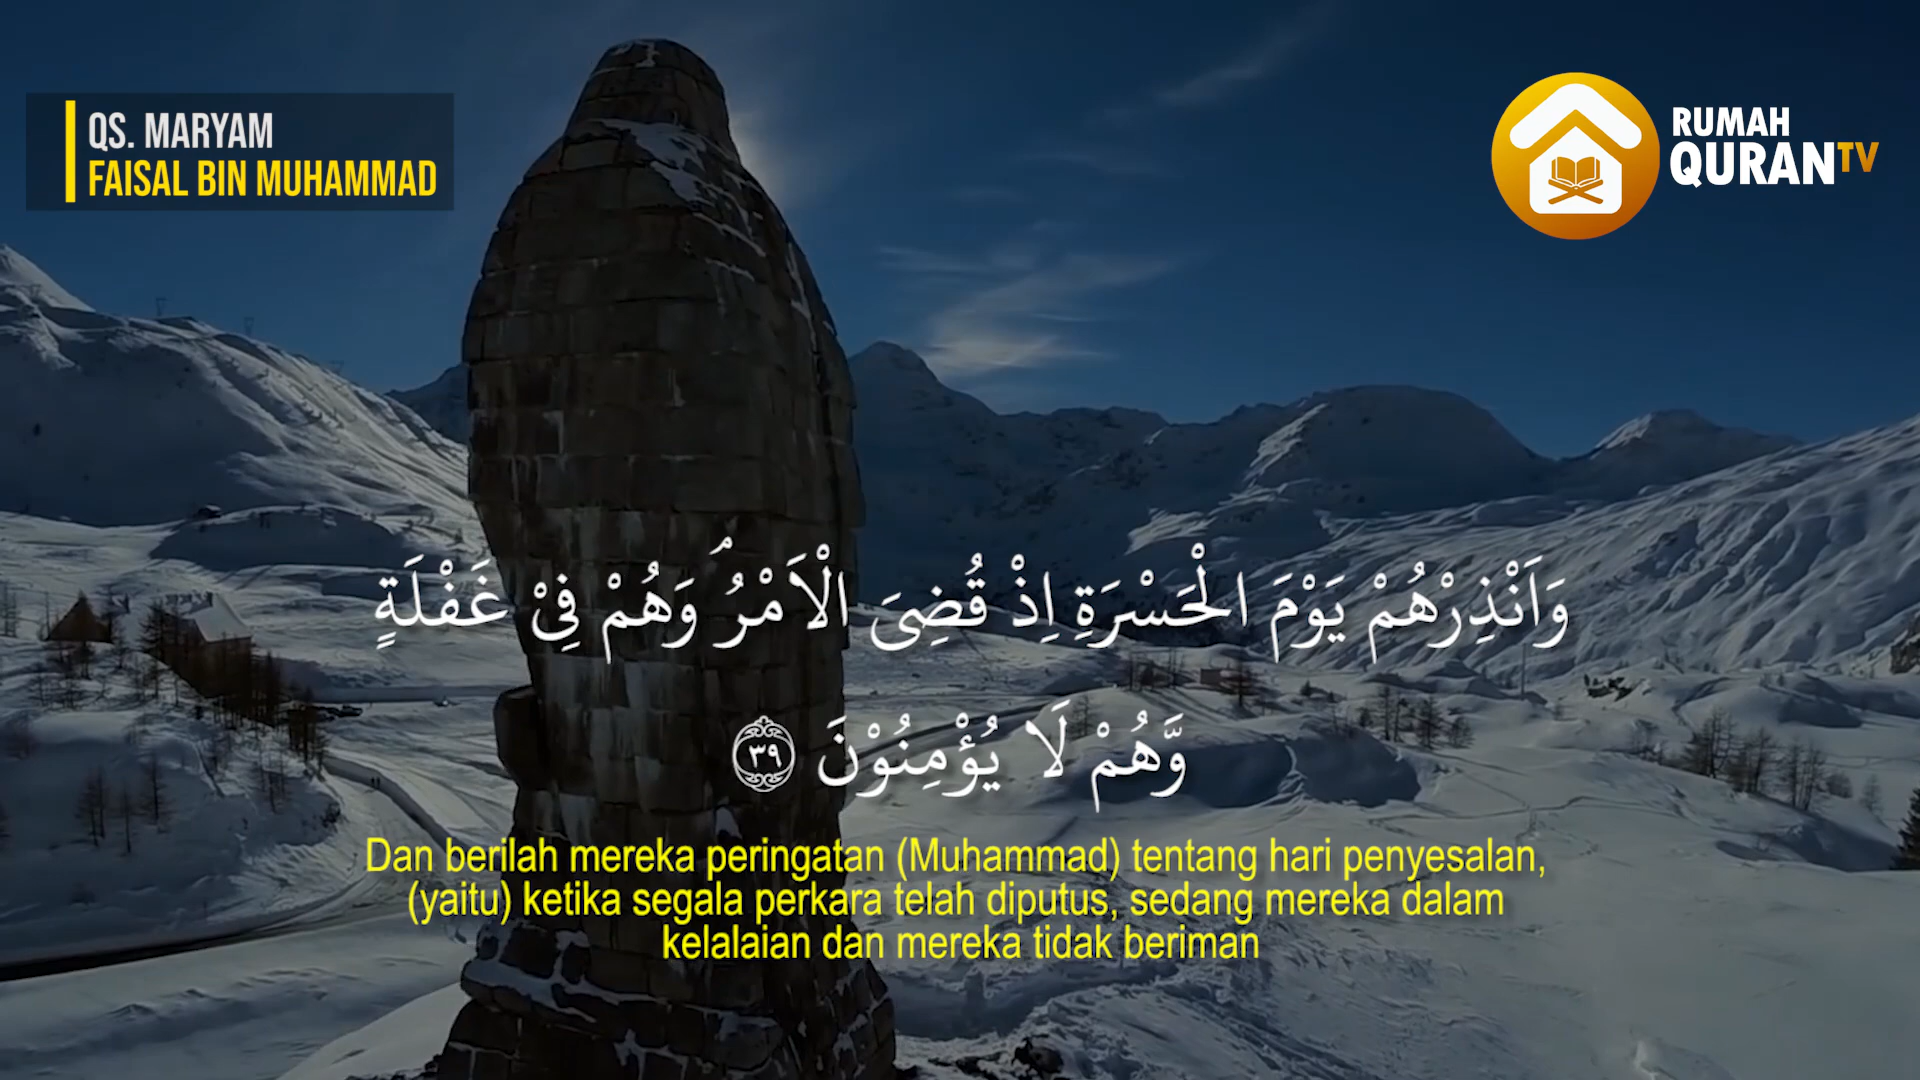 QS. MARYAM
FAISAL BIN MUHAMMAD
RUMAH
QURANTV
وَاَنْذِرْهُمْ يَوْمَ الْحَسْرَةِ اِذْ قُضِىَ الْاَمْرُۘ وَهُمْ فِيْ غَفْلَةٍ
وَّهُمْ لَا يُؤْمِنُوْنَ ٣٩
Dan berilah mereka peringatan (Muhammad) tentang hari penyesalan,
(yaitu) ketika segala perkara telah diputus, sedang mereka dalam
kelalaian dan mereka tidak beriman